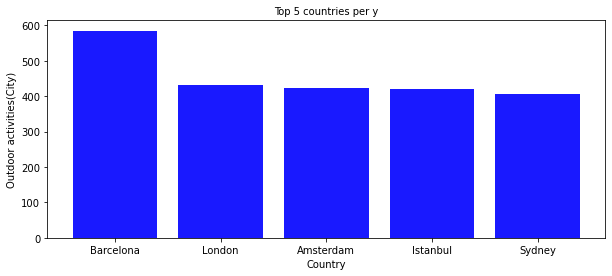 Top 5 countries per y
600
500
400
300
200
100
0
Outdoor activities(City)
Barcelona London Amsterdam Istanbul Sydney
Country